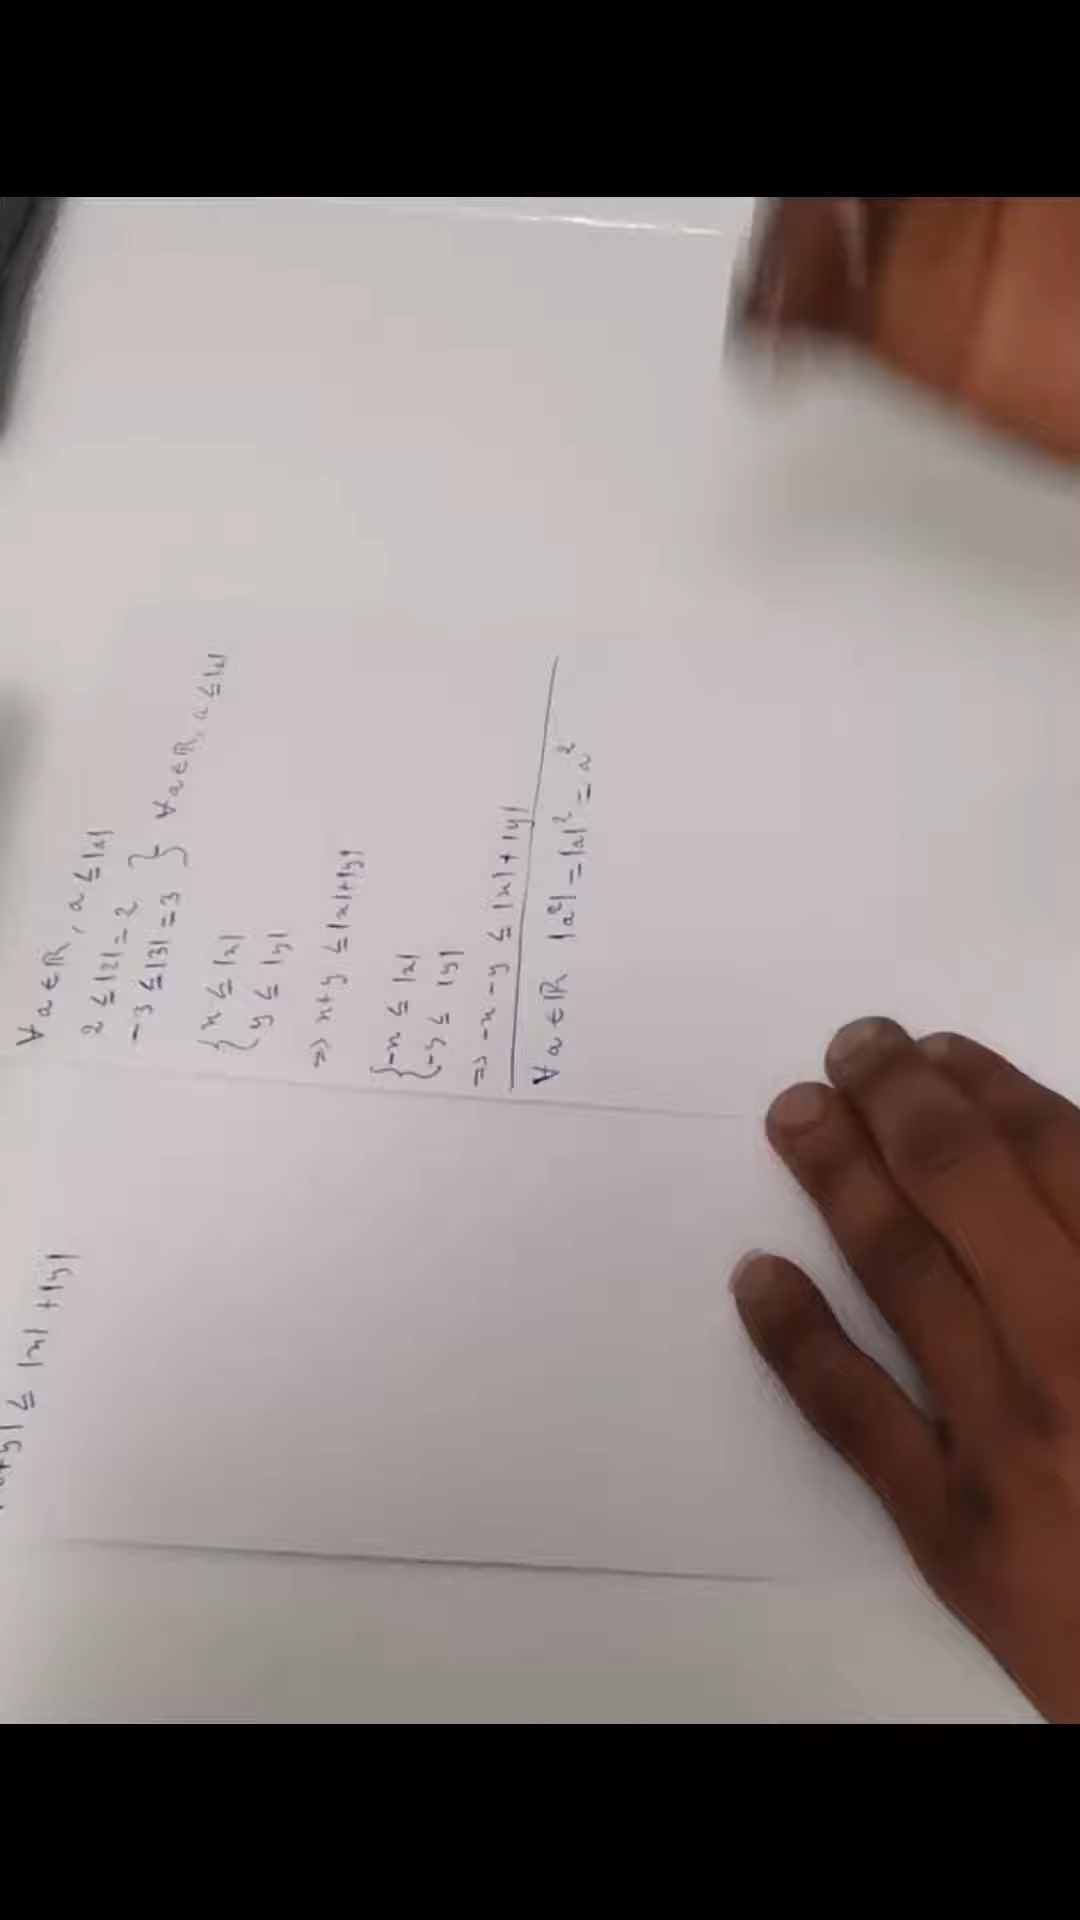 ∀a∈ℝ, a ≤ |a|
2 ≤ |2| = 2
-3 ≤ |3| = 3 } ∀a∈ℝ, a ≤ |a|
{ x ≤ |x|
y ≤ |y|
⇒ x+y ≤ |x|+|y|
{ -x ≤ |x|
-y ≤ |y|
⇒ -x-y ≤ |x|+|y|
∀a∈ℝ |a²| = |a|² = a²
+y| ≤ |x| + |y|